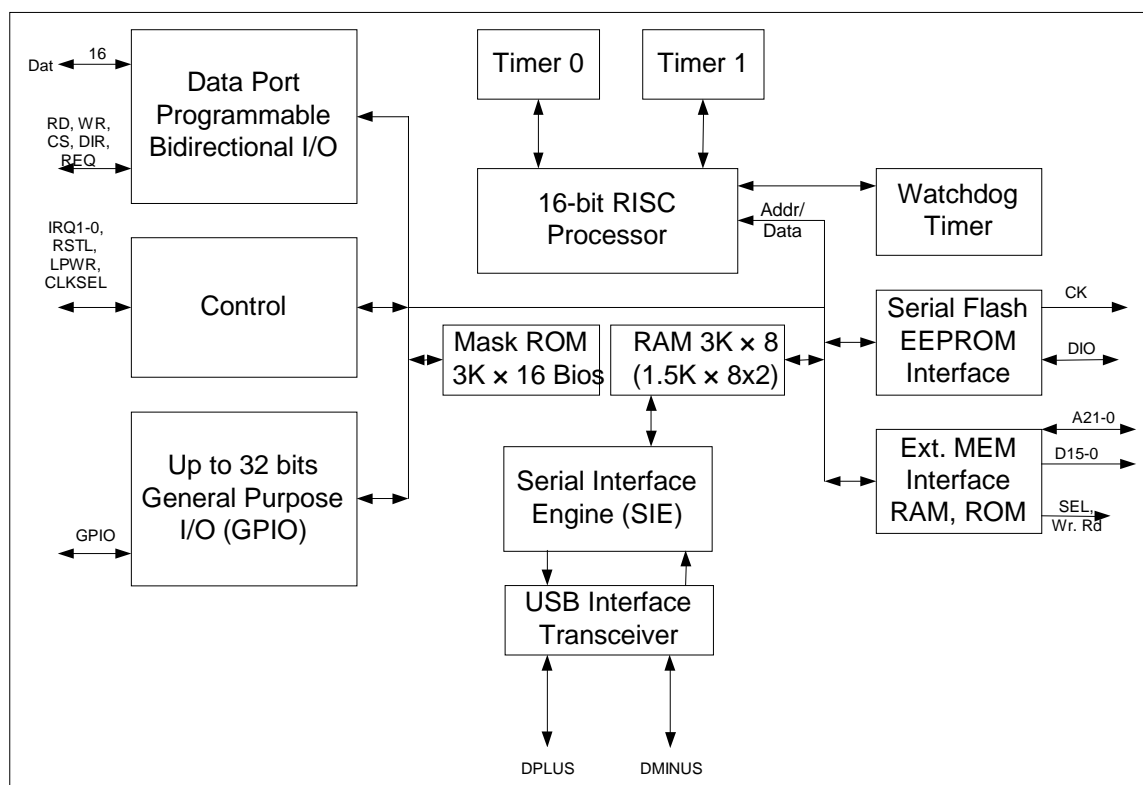 16
Dat
Data Port
Programmable
Bidirectional I/O
RD, WR,
CS, DIR,
REQ
Timer 0
Timer 1
16-bit RISC
Processor
Addr/
Data
Watchdog
Timer
IRQ1-0,
RSTL,
LPWR,
CLKSEL
Control
Mask ROM
3K × 16 Bios
RAM 3K × 8
(1.5K × 8x2)
Serial Flash
EEPROM
Interface
CK
DIO
Up to 32 bits
General Purpose
I/O (GPIO)
GPIO
Serial Interface
Engine (SIE)
Ext. MEM
Interface
RAM, ROM
A21-0
D15-0
SEL,
Wr. Rd
USB Interface
Transceiver
DPLUS
DMINUS